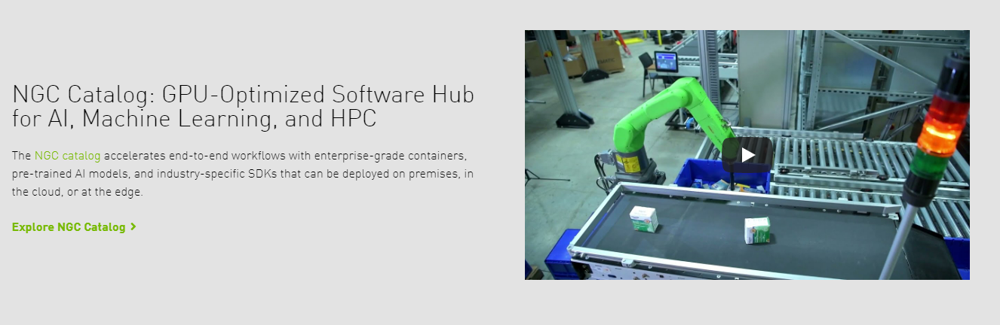 NGC Catalog: GPU-Optimized Software Hub
for AI, Machine Learning, and HPC
The NGC catalog accelerates end-to-end workflows with enterprise-grade containers,
pre-trained AI models, and industry-specific SDKs that can be deployed on premises, in
the cloud, or at the edge.
Explore NGC Catalog